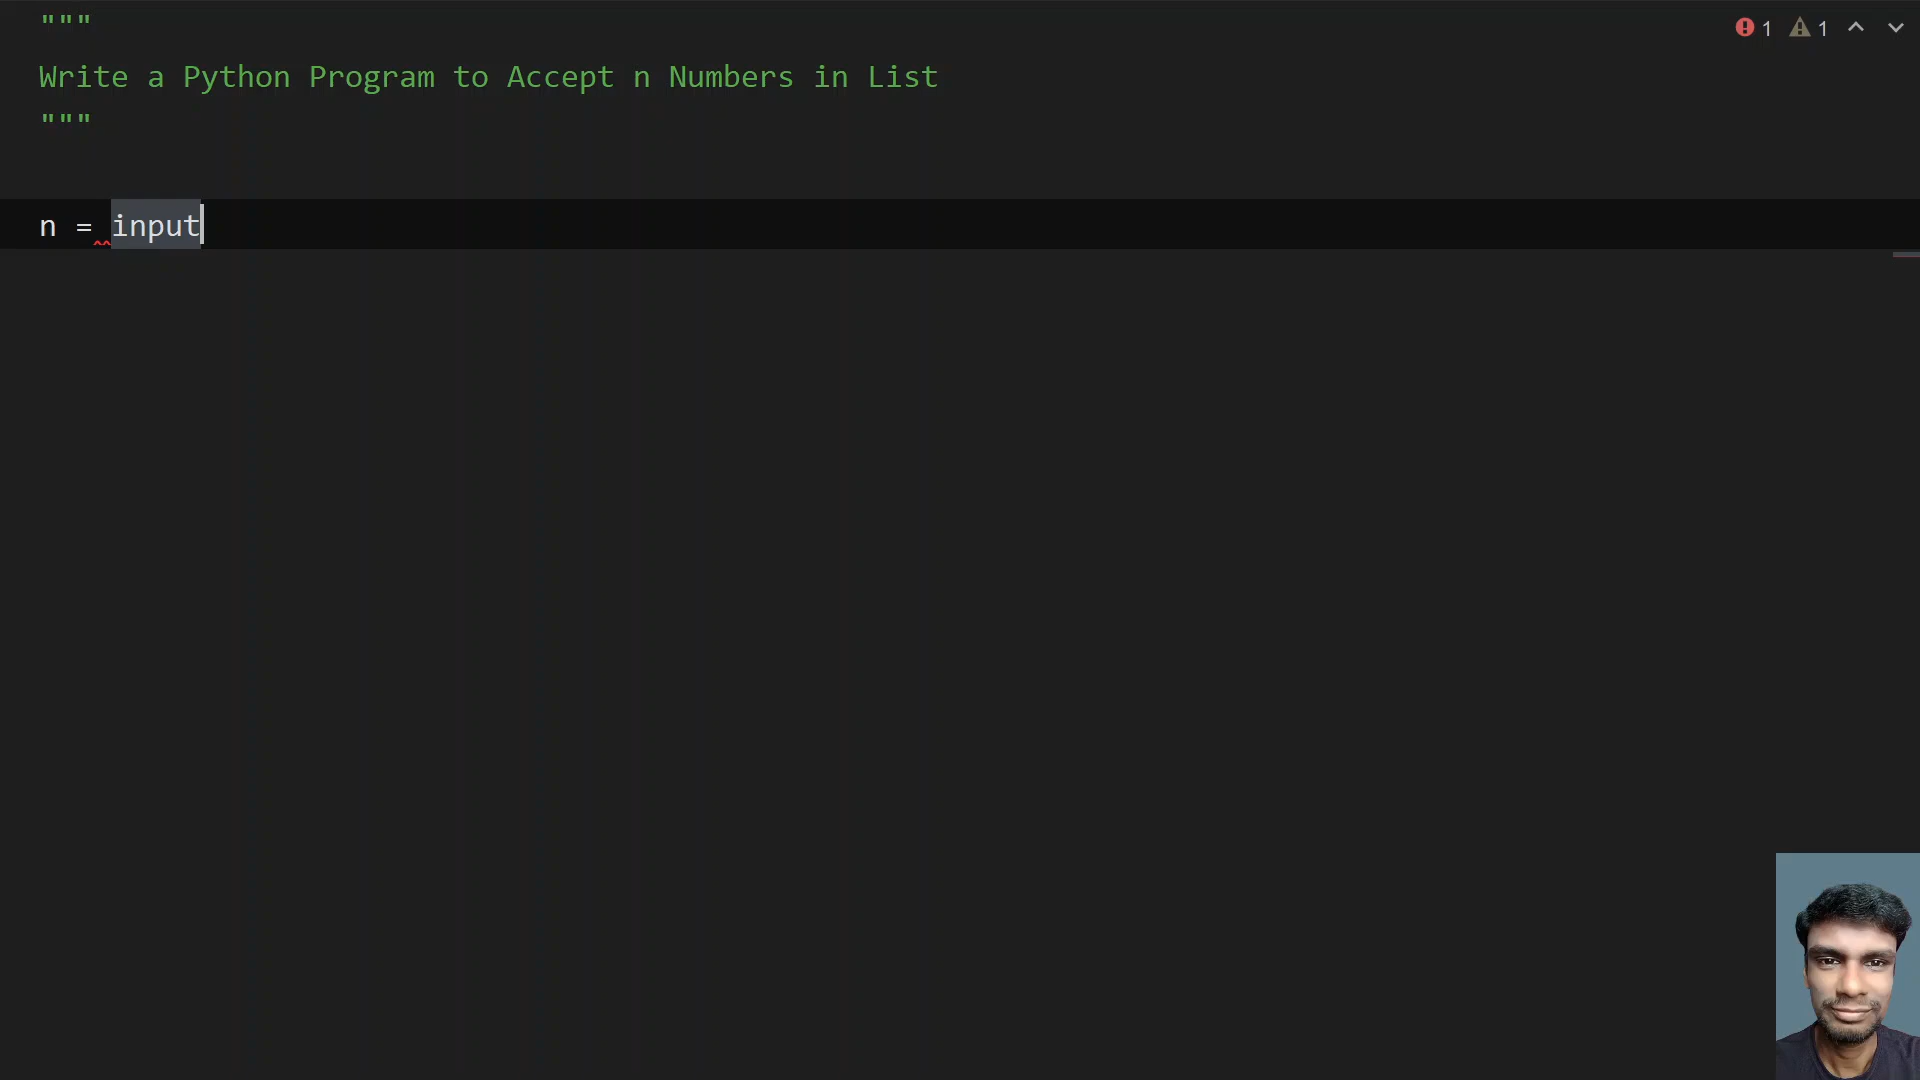 """
1 1
Write a Python Program to Accept n Numbers in List
"""
n = input